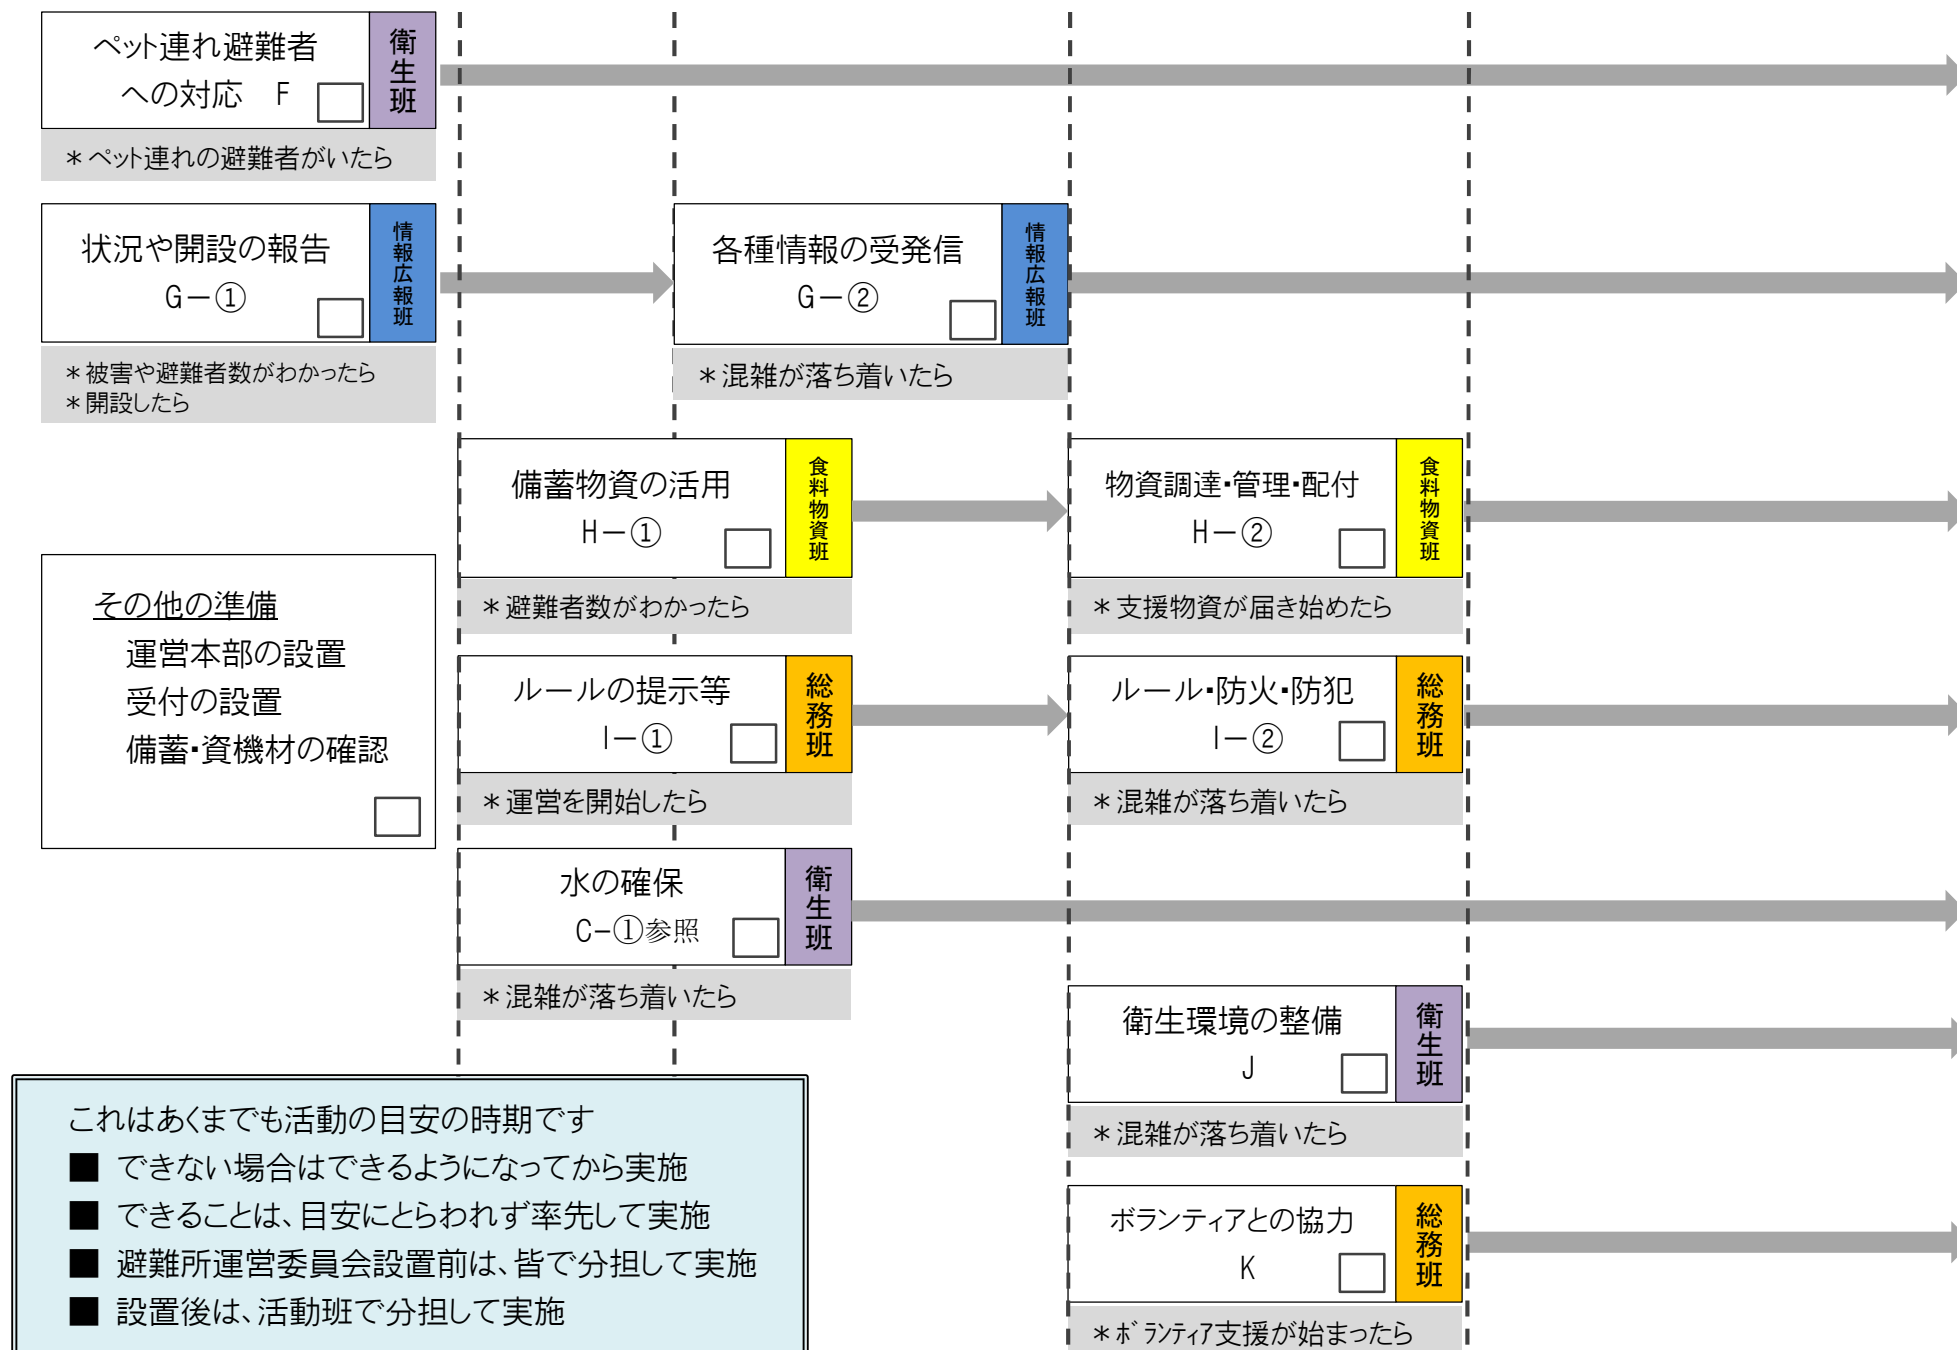 ペット連れ避難者
への対応　F
衛生班
＊ペット連れの避難者がいたら
状況や開設の報告
G－①
情報広報班
＊被害や避難者数がわかったら
＊開設したら
各種情報の受発信
G－②
情報広報班
＊混雑が落ち着いたら
備蓄物資の活用
H－①
食料物資班
＊避難者数がわかったら
物資調達・管理・配付
H－②
食料物資班
＊支援物資が届き始めたら
その他の準備
運営本部の設置
受付の設置
備蓄・資機材の確認
ルールの提示等
I－①
総務班
＊運営を開始したら
ルール・防火・防犯
I－②
総務班
＊混雑が落ち着いたら
水の確保
C－①参照
衛生班
＊混雑が落ち着いたら
衛生環境の整備
J
衛生班
＊混雑が落ち着いたら
ボランティアとの協力
K
総務班
＊ﾎﾞﾗﾝﾃｨｱ支援が始まったら
これはあくまでも活動の目安の時期です
■ できない場合はできるようになってから実施
■ できることは、目安にとらわれず率先して実施
■ 避難所運営委員会設置前は、皆で分担して実施
■ 設置後は、活動班で分担して実施